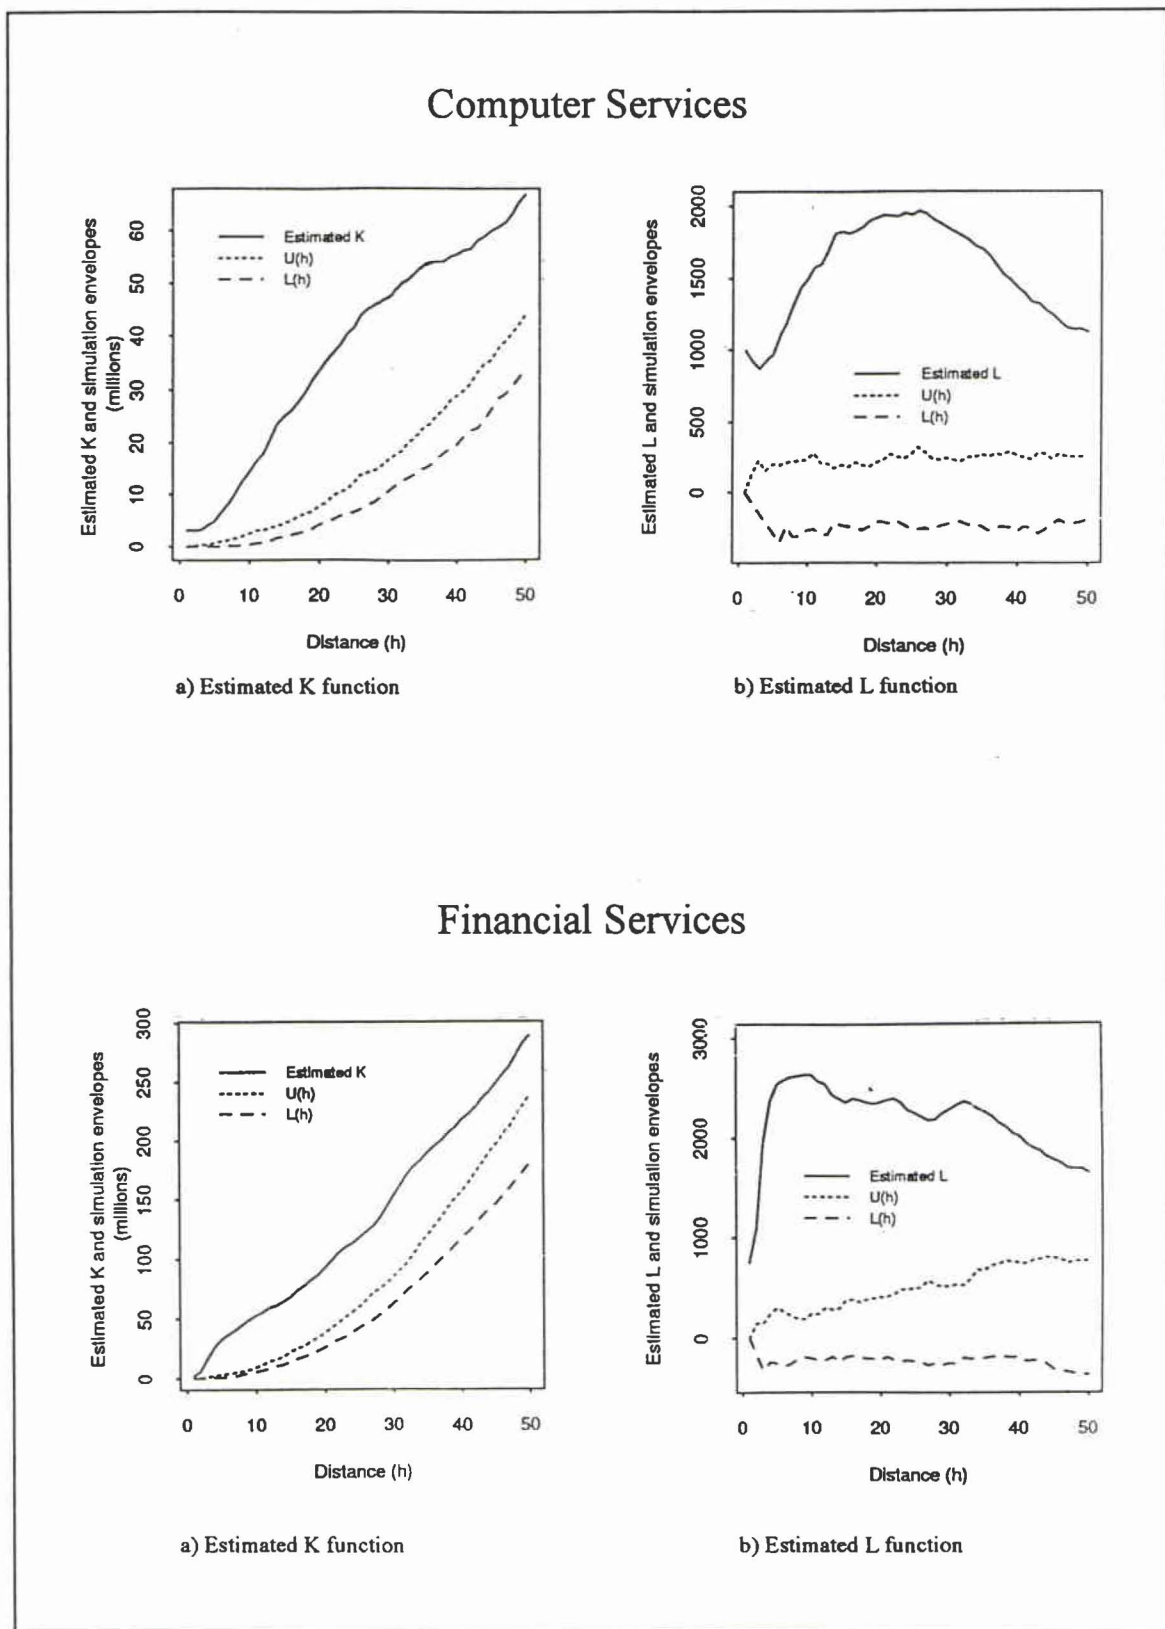 Computer Services
Estimated K and simulation envelopes
(millions)
60
50
40
30
20
10
0
Estimated K
U(h)
L(h)
0 10 20 30 40 50
Distance (h)
a) Estimated K function
Estimated L and simulation envelopes
2000
1500
1000
500
0
Estimated L
U(h)
L(h)
0 10 20 30 40 50
Distance (h)
b) Estimated L function
Financial Services
Estimated K and simulation envelopes
(millions)
300
250
200
150
100
50
0
Estimated K
U(h)
L(h)
0 10 20 30 40 50
Distance (h)
a) Estimated K function
Estimated L and simulation envelopes
3000
2000
1000
0
Estimated L
U(h)
L(h)
0 10 20 30 40 50
Distance (h)
b) Estimated L function